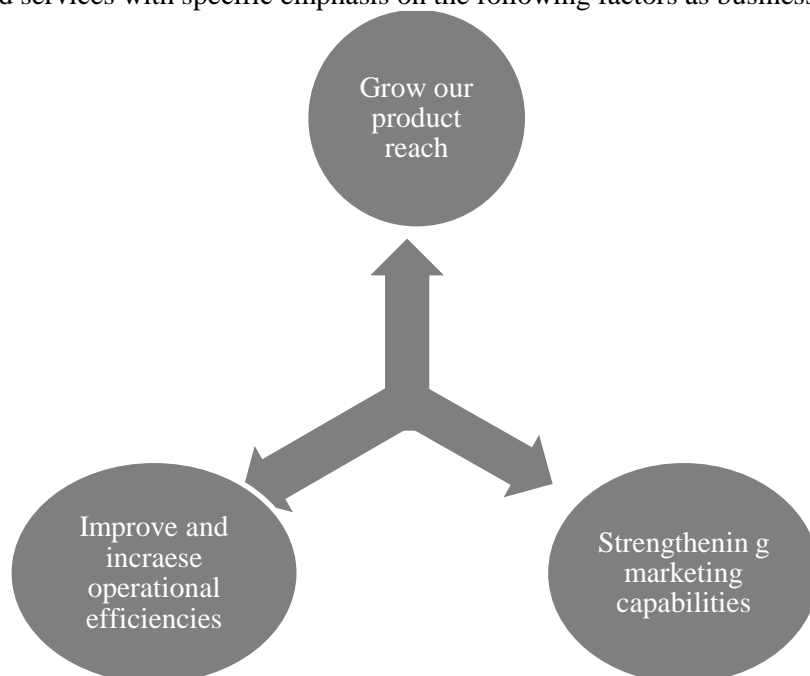 d services with specific emphasis on the following factors as business
Grow our
product
reach
Improve and
incraese
operational
efficiencies
Strengthenin g
marketing
capabilities